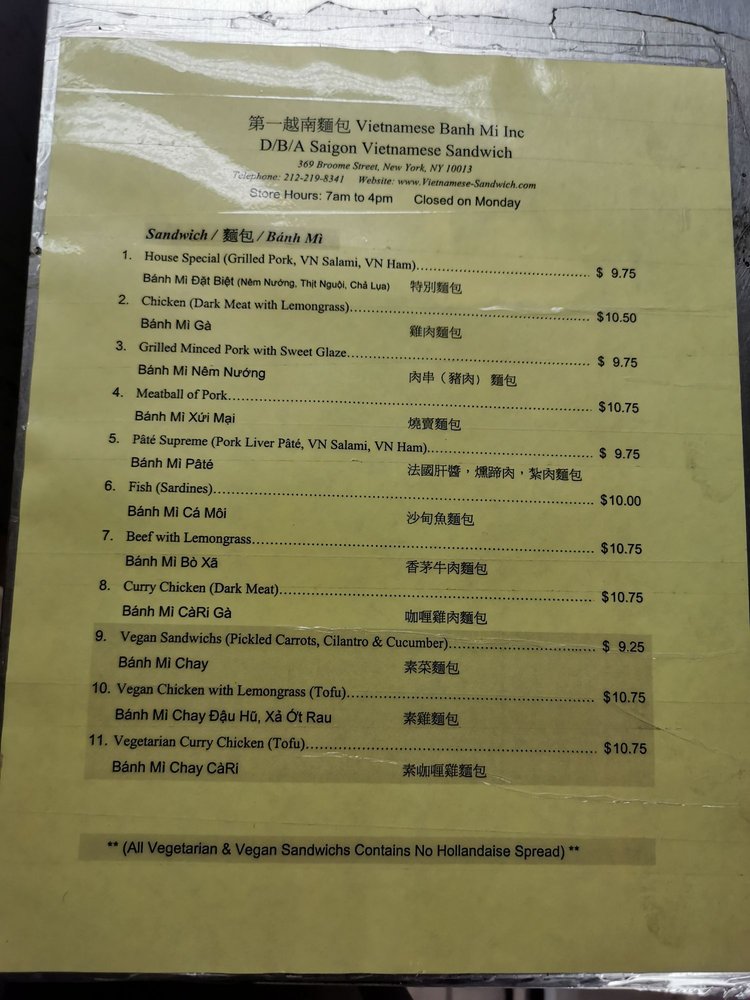 第一越南麵包 Vietnamese Banh Mi Inc
D/B/A Saigon Vietnamese Sandwich
369 Broome Street, New York, NY 10013
Telephone: 212-219-8341 Website: www.Vietnamese-Sandwich.com
Store Hours: 7am to 4pm Closed on Monday
Sandwich / 麵包 / Bánh Mì
1. House Special (Grilled Pork, VN Salami, VN Ham)........ $ 9.75
Bánh Mì Đặt Biệt (Nêm Nướng, Thịt Nguội, Chả Lụa) 特別麵包
2. Chicken (Dark Meat with Lemongrass)........ $10.50
Bánh Mì Gà 雞肉麵包
3. Grilled Minced Pork with Sweet Glaze........ $ 9.75
Bánh Mì Nêm Nướng 肉串（豬肉） 麵包
4. Meatball of Pork........ $10.75
Bánh Mì Xứi Mại 燒賣麵包
5. Pâté Supreme (Pork Liver Pâté, VN Salami, VN Ham)........ $ 9.75
Bánh Mì Pâté 法國肝醬，燻蹄肉，紮肉麵包
6. Fish (Sardines)........ $10.00
Bánh Mì Cá Môi 沙甸魚麵包
7. Beef with Lemongrass........ $10.75
Bánh Mì Bò Xã 香茅牛肉麵包
8. Curry Chicken (Dark Meat)........ $10.75
Bánh Mì CàRi Gà 咖喱雞肉麵包
9. Vegan Sandwichs (Pickled Carrots, Cilantro & Cucumber)........ $ 9.25
Bánh Mì Chay 素菜麵包
10. Vegan Chicken with Lemongrass (Tofu)........ $10.75
Bánh Mì Chay Đậu Hũ, Xả Ớt Rau 素雞麵包
11. Vegetarian Curry Chicken (Tofu)........ $10.75
Bánh Mì Chay CàRi 素咖喱雞麵包
** (All Vegetarian & Vegan Sandwichs Contains No Hollandaise Spread) **